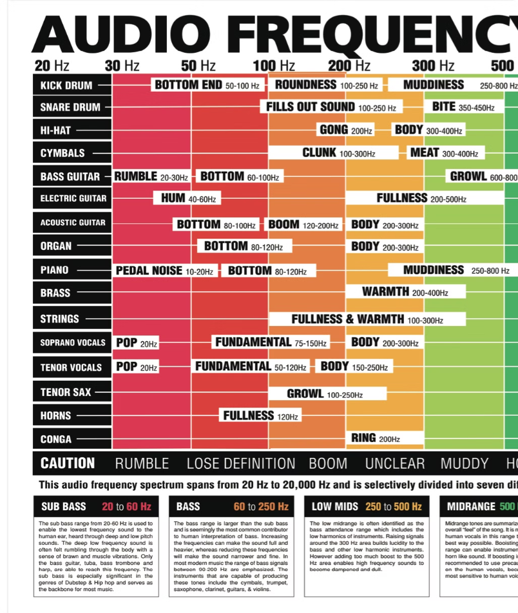 AUDIO FREQUENCY
20 Hz 30 Hz 50 Hz 100 Hz 200 Hz 300 Hz 500
KICK DRUM BOTTOM END 50-100 Hz ROUNDNESS 100-250 Hz MUDDINESS 250-800 Hz
SNARE DRUM FILLS OUT SOUND 100-250 Hz BITE 350-450Hz
HI-HAT GONG 200Hz BODY 300-400Hz
CYMBALS CLUNK 100-300Hz MEAT 300-400Hz
BASS GUITAR RUMBLE 20-30Hz BOTTOM 60-100Hz GROWL 600-800
ELECTRIC GUITAR HUM 40-60Hz FULLNESS 200-500Hz
ACOUSTIC GUITAR BOTTOM 80-100Hz BOOM 120-200Hz BODY 200-300Hz
ORGAN BOTTOM 80-120Hz BODY 200-300Hz
PIANO PEDAL NOISE 10-20Hz BOTTOM 80-120Hz MUDDINESS 250-800 Hz
BRASS WARMTH 200-400Hz
STRINGS FULLNESS & WARMTH 100-300Hz
SOPRANO VOCALS POP 20Hz FUNDAMENTAL 75-150Hz BODY 200-300Hz
TENOR VOCALS POP 20Hz FUNDAMENTAL 50-120Hz BODY 150-250Hz
TENOR SAX GROWL 100-250Hz
HORNS FULLNESS 120Hz
CONGA RING 200Hz
CAUTION RUMBLE LOSE DEFINITION BOOM UNCLEAR MUDDY HO
This audio frequency spectrum spans from 20 Hz to 20,000 Hz and is selectively divided into seven dif
SUB BASS 20 to 60 Hz
The sub bass range from 20-60 Hz is used to
enable the lowest frequency sound to the
human ear, heard through deep and low pitch
sounds. The deep low frequency sound is
often felt rumbling through the body with a
sense of brawn and muscle vibrations. Only
the bass guitar, tuba, bass trombone and
harp, are able to reach this frequency. The
sub bass is especially significant in the
genres of Dubstep & Hip hop and serves as
the backbone for most music.
BASS 60 to 250 Hz
The bass range is larger than the sub bass
and is seemingly the most common contributor
to human interpretation of bass. Increasing
the frequencies can make the sound full and
heavier, whereas reducing these frequencies
will make the sound narrower and fine. In
most modern music the range of bass signals
between 90-200 Hz are emphasized. The
instruments that are capable of producing
these tones include the cymbals, trumpet,
saxophone, clarinet, guitars, & violins.
LOW MIDS 250 to 500 Hz
The low midrange is often identified as the
bass attendance range which includes the
low harmonics of instruments. Raising signals
around the 300 Hz area builds lucidity to the
bass and other low harmonic instruments.
However adding too much boost to the 500
Hz area enables high frequency sounds to
become dampened and dull.
MIDRANGE 500
Midrange tones are summariz
overall "feel" of the song. It is n
human vocals in this range t
best way possible. Boosting
range can enable instrumen
horn like sound. If boosting i
recommended to use precau
on the human vocals, beca
most sensitive to human voic